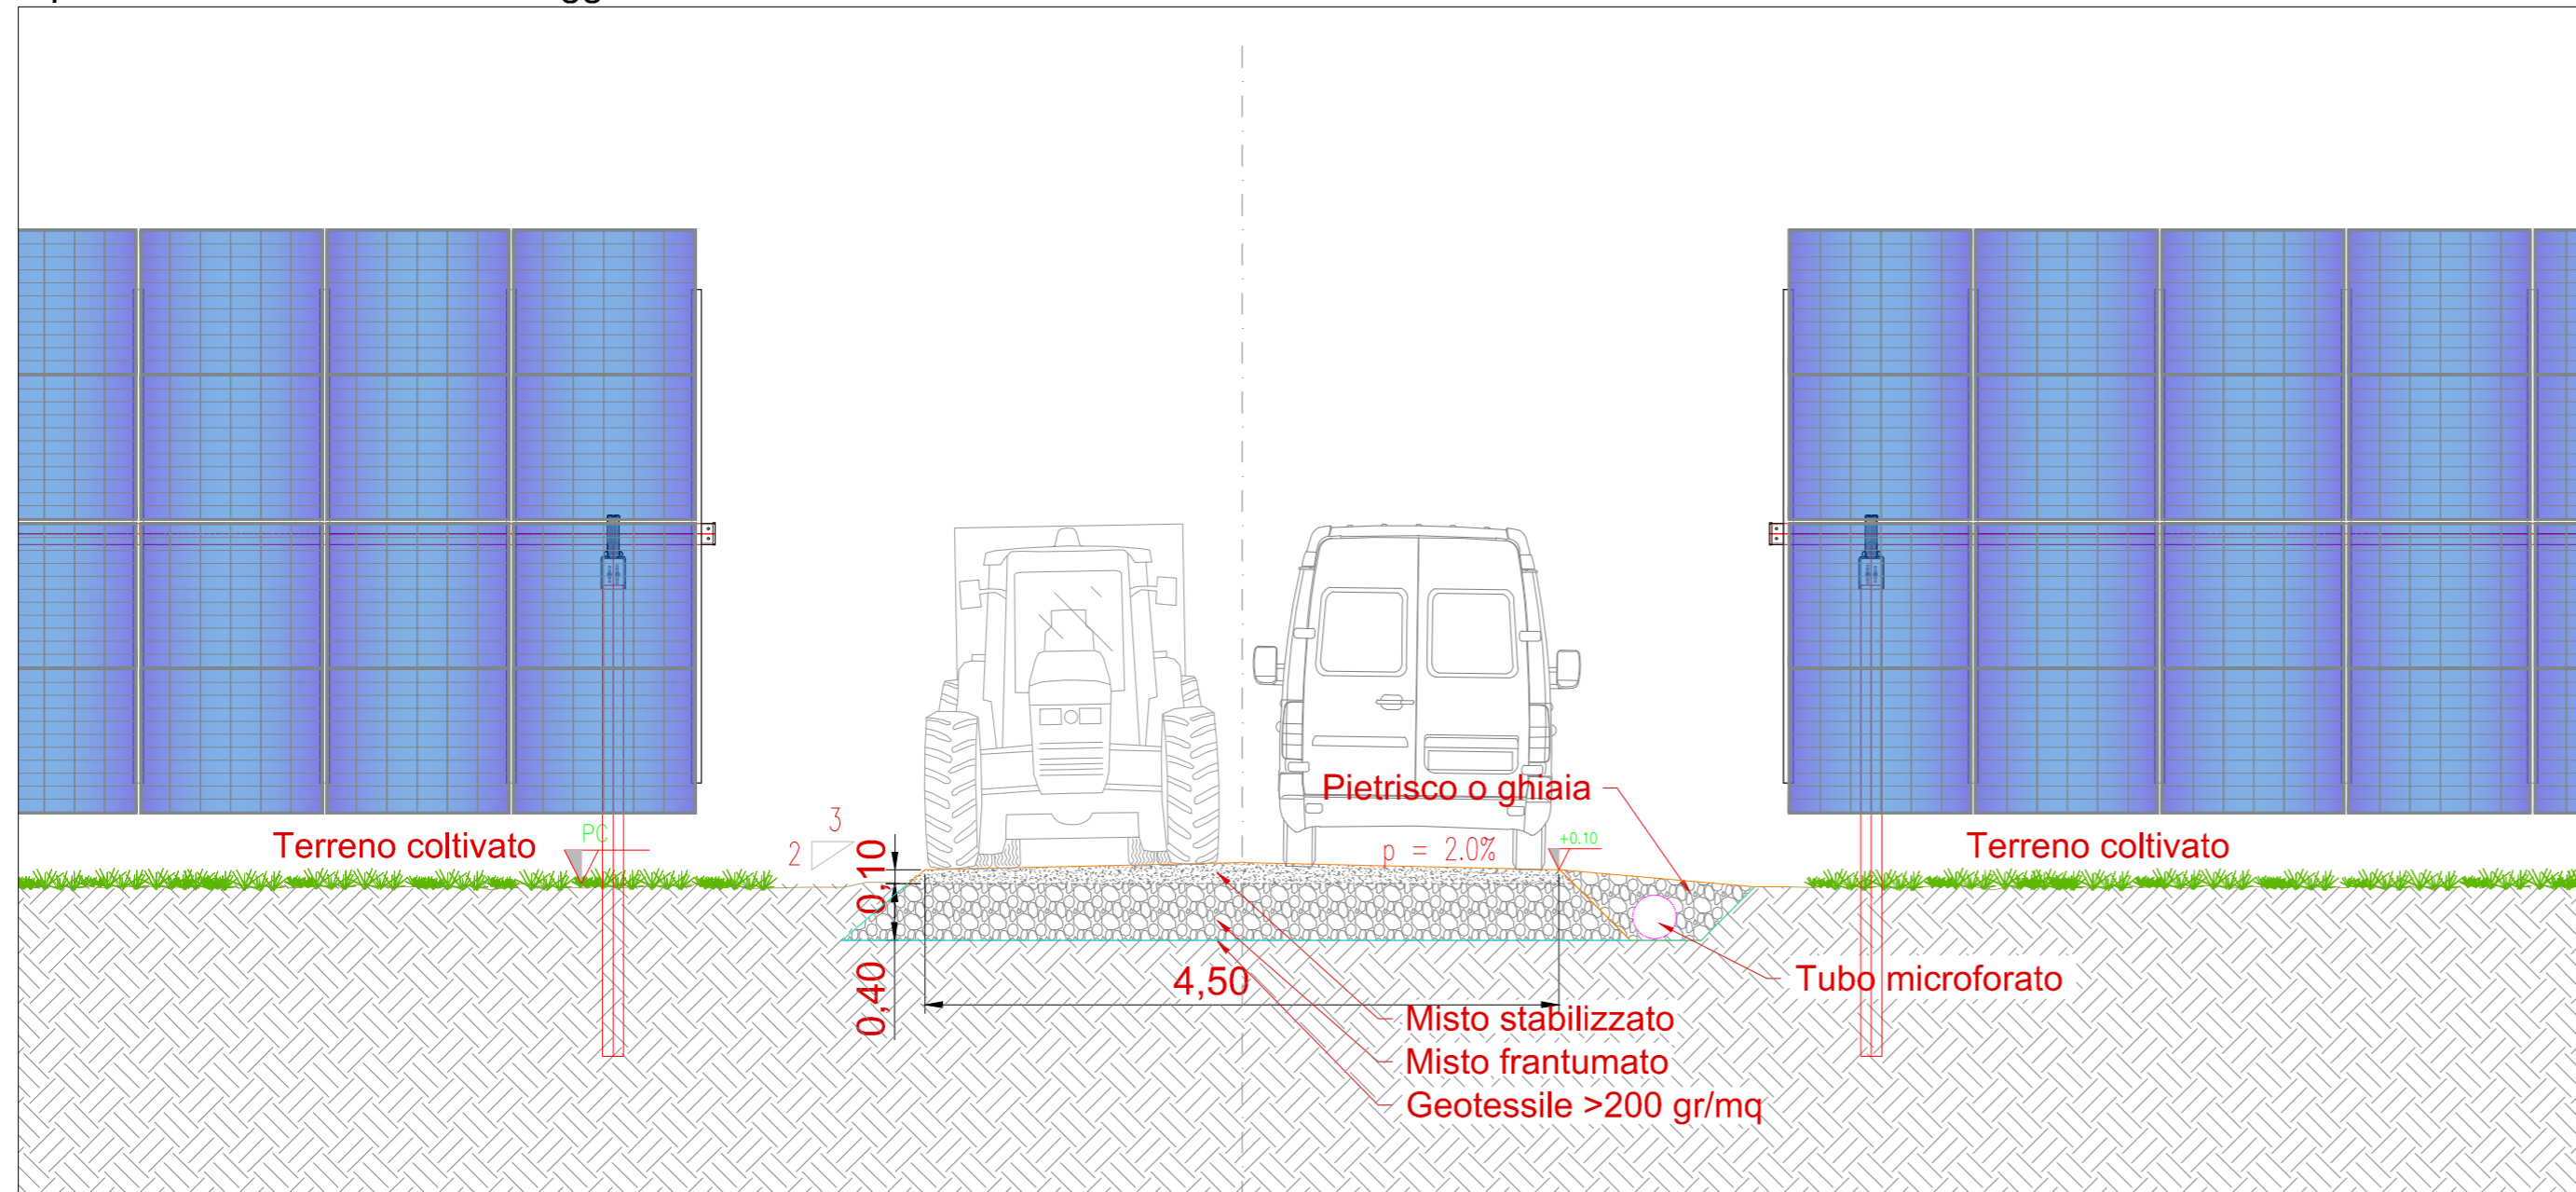 Terreno coltivato
PC
3
2
0,10
0,40
4,50
Pietrisco o ghiaia
p = 2.0%
+0.10
Terreno coltivato
Tubo microforato
Misto stabilizzato
Misto frantumato
Geotessile >200 gr/mq